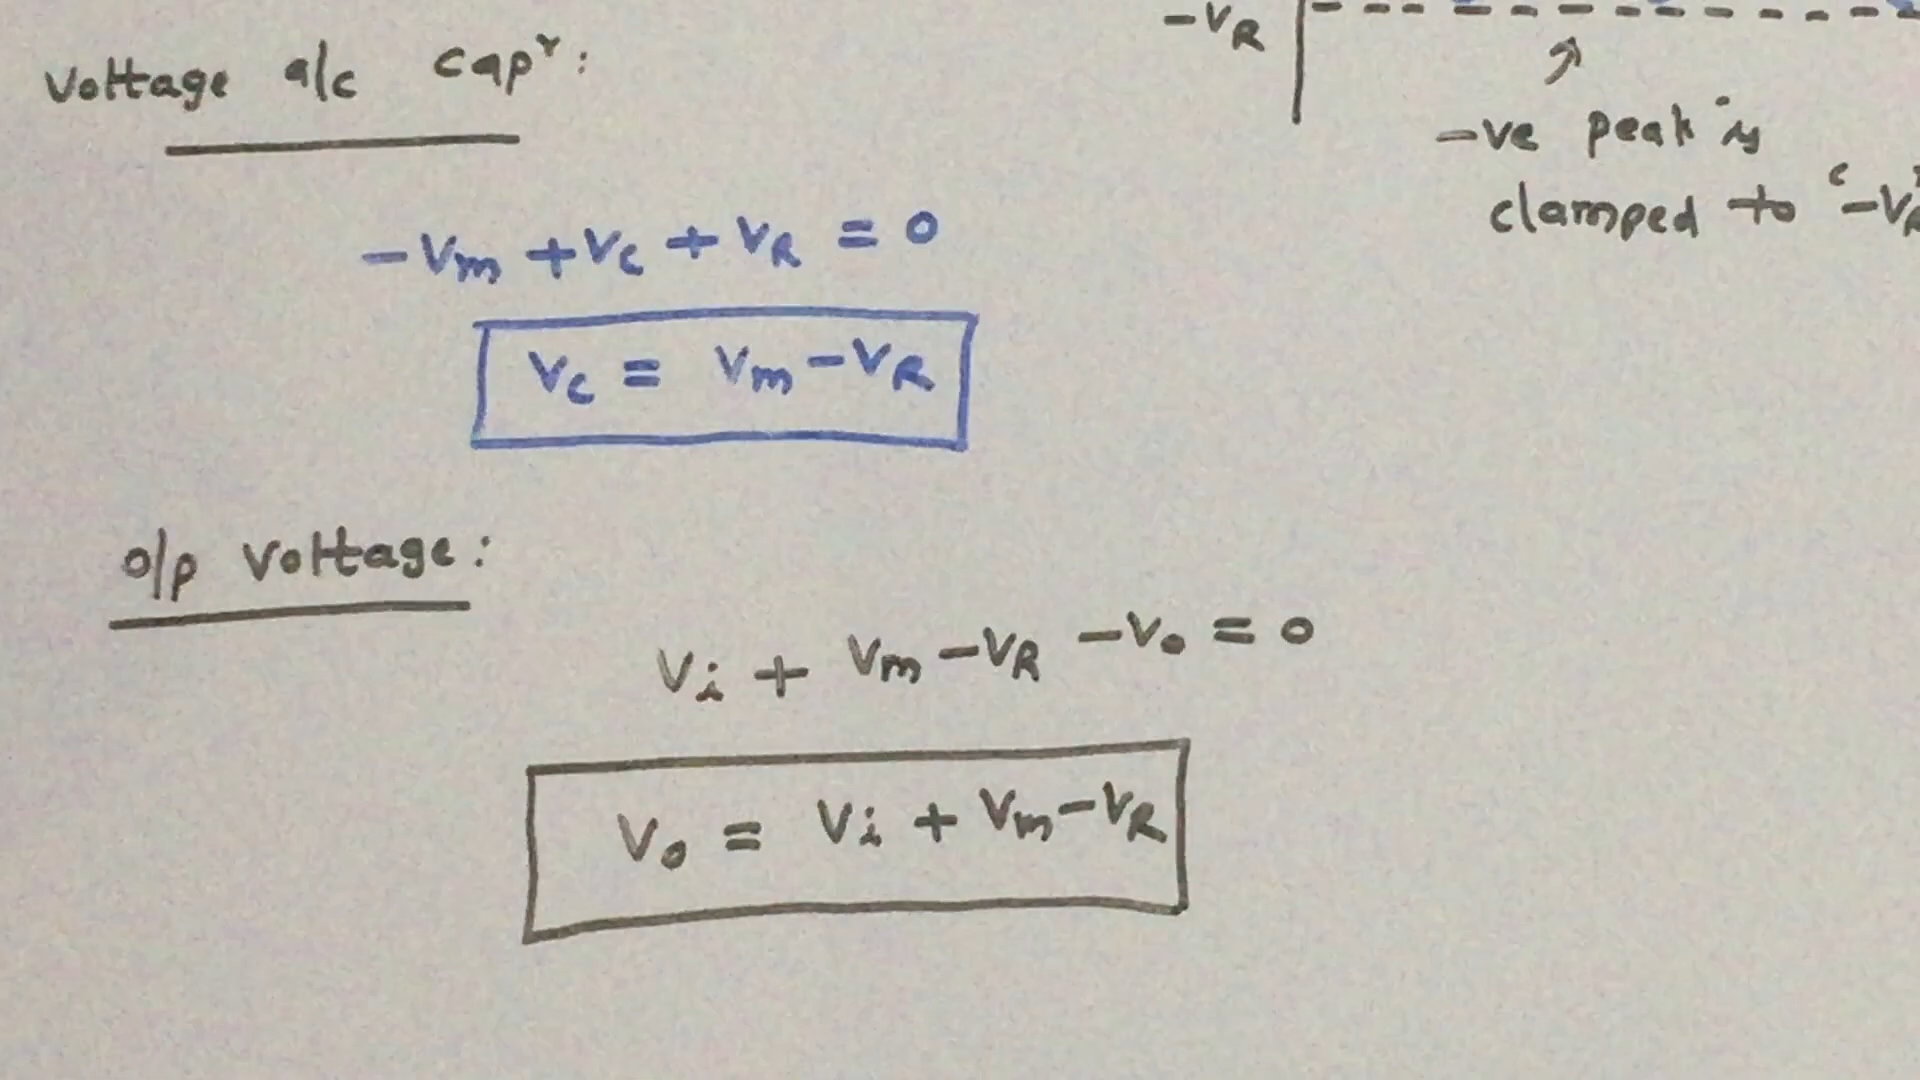 Voltage a/c capʳ:
-Vm + Vc + VR = 0
Vc = Vm - VR
o/p voltage:
Vi + Vm - VR - Vo = 0
Vo = Vi + Vm - VR
-VR
-ve peak is
clamped to '-VR'